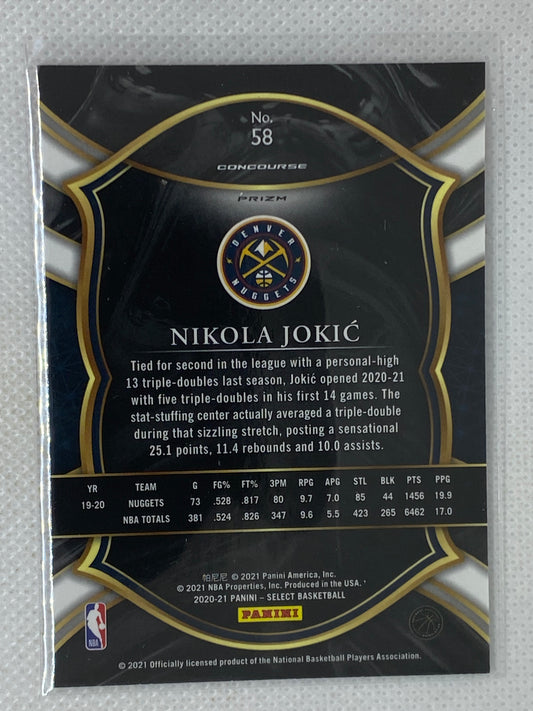 No.
58
CONCOURSE
PRIZM
DENVER
NUGGETS
NIKOLA JOKIĆ
Tied for second in the league with a personal-high
13 triple-doubles last season, Jokić opened 2020-21
with five triple-doubles in his first 14 games. The
stat-stuffing center actually averaged a triple-double
during that sizzling stretch, posting a sensational
25.1 points, 11.4 rebounds and 10.0 assists.
YR TEAM G FG% FT% 3PM RPG APG STL BLK PTS PPG
19-20 NUGGETS 73 .528 .817 80 9.7 7.0 85 44 1456 19.9
NBA TOTALS 381 .524 .826 347 9.6 5.5 423 265 6462 17.0
帕尼尼 © 2021 Panini America, Inc.
© 2021 NBA Properties, Inc. Produced in the USA.
2020-21 PANINI – SELECT BASKETBALL
PANINI
NBA
© 2021 Officially licensed product of the National Basketball Players Association.